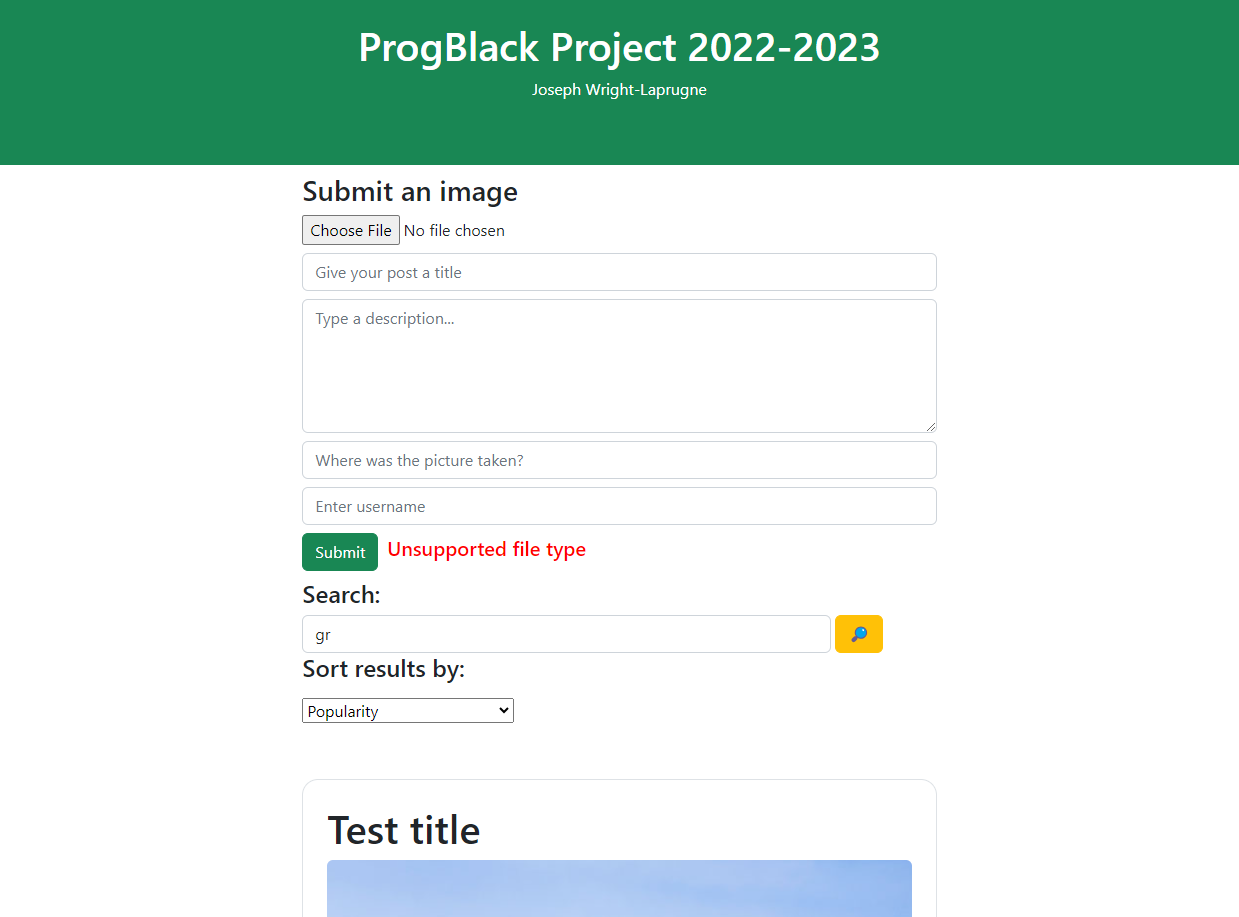 ProgBlack Project 2022-2023
Joseph Wright-Laprugne
Submit an image
Choose File No file chosen
Give your post a title
Type a description...
Where was the picture taken?
Enter username
Submit Unsupported file type
Search:
gr
Sort results by:
Popularity
Test title